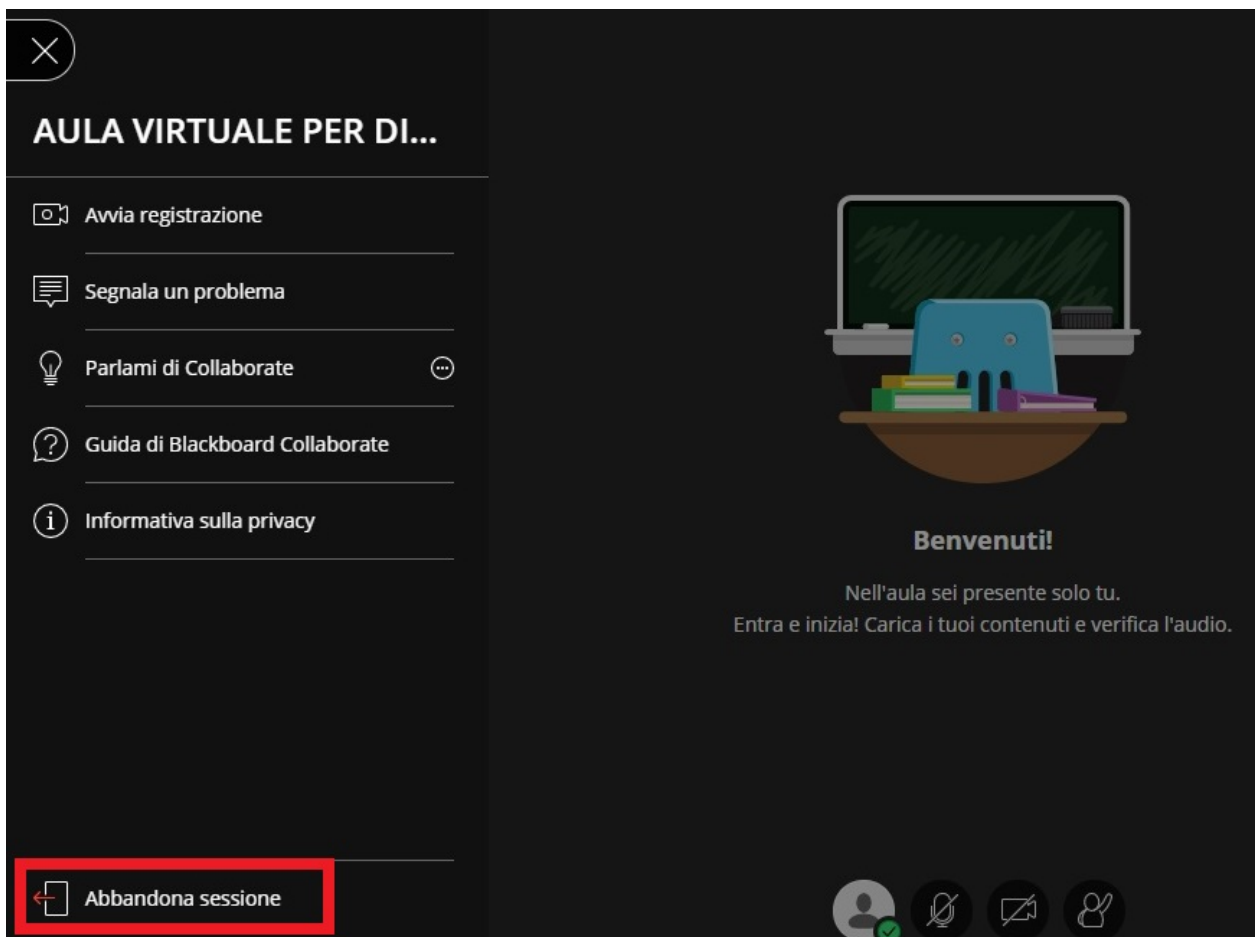 AULA VIRTUALE PER DI...
Avvia registrazione
Segnala un problema
Parlami di Collaborate
Guida di Blackboard Collaborate
Informativa sulla privacy
Abbandona sessione
Benvenuti!
Nell'aula sei presente solo tu.
Entra e inizia! Carica i tuoi contenuti e verifica l'audio.